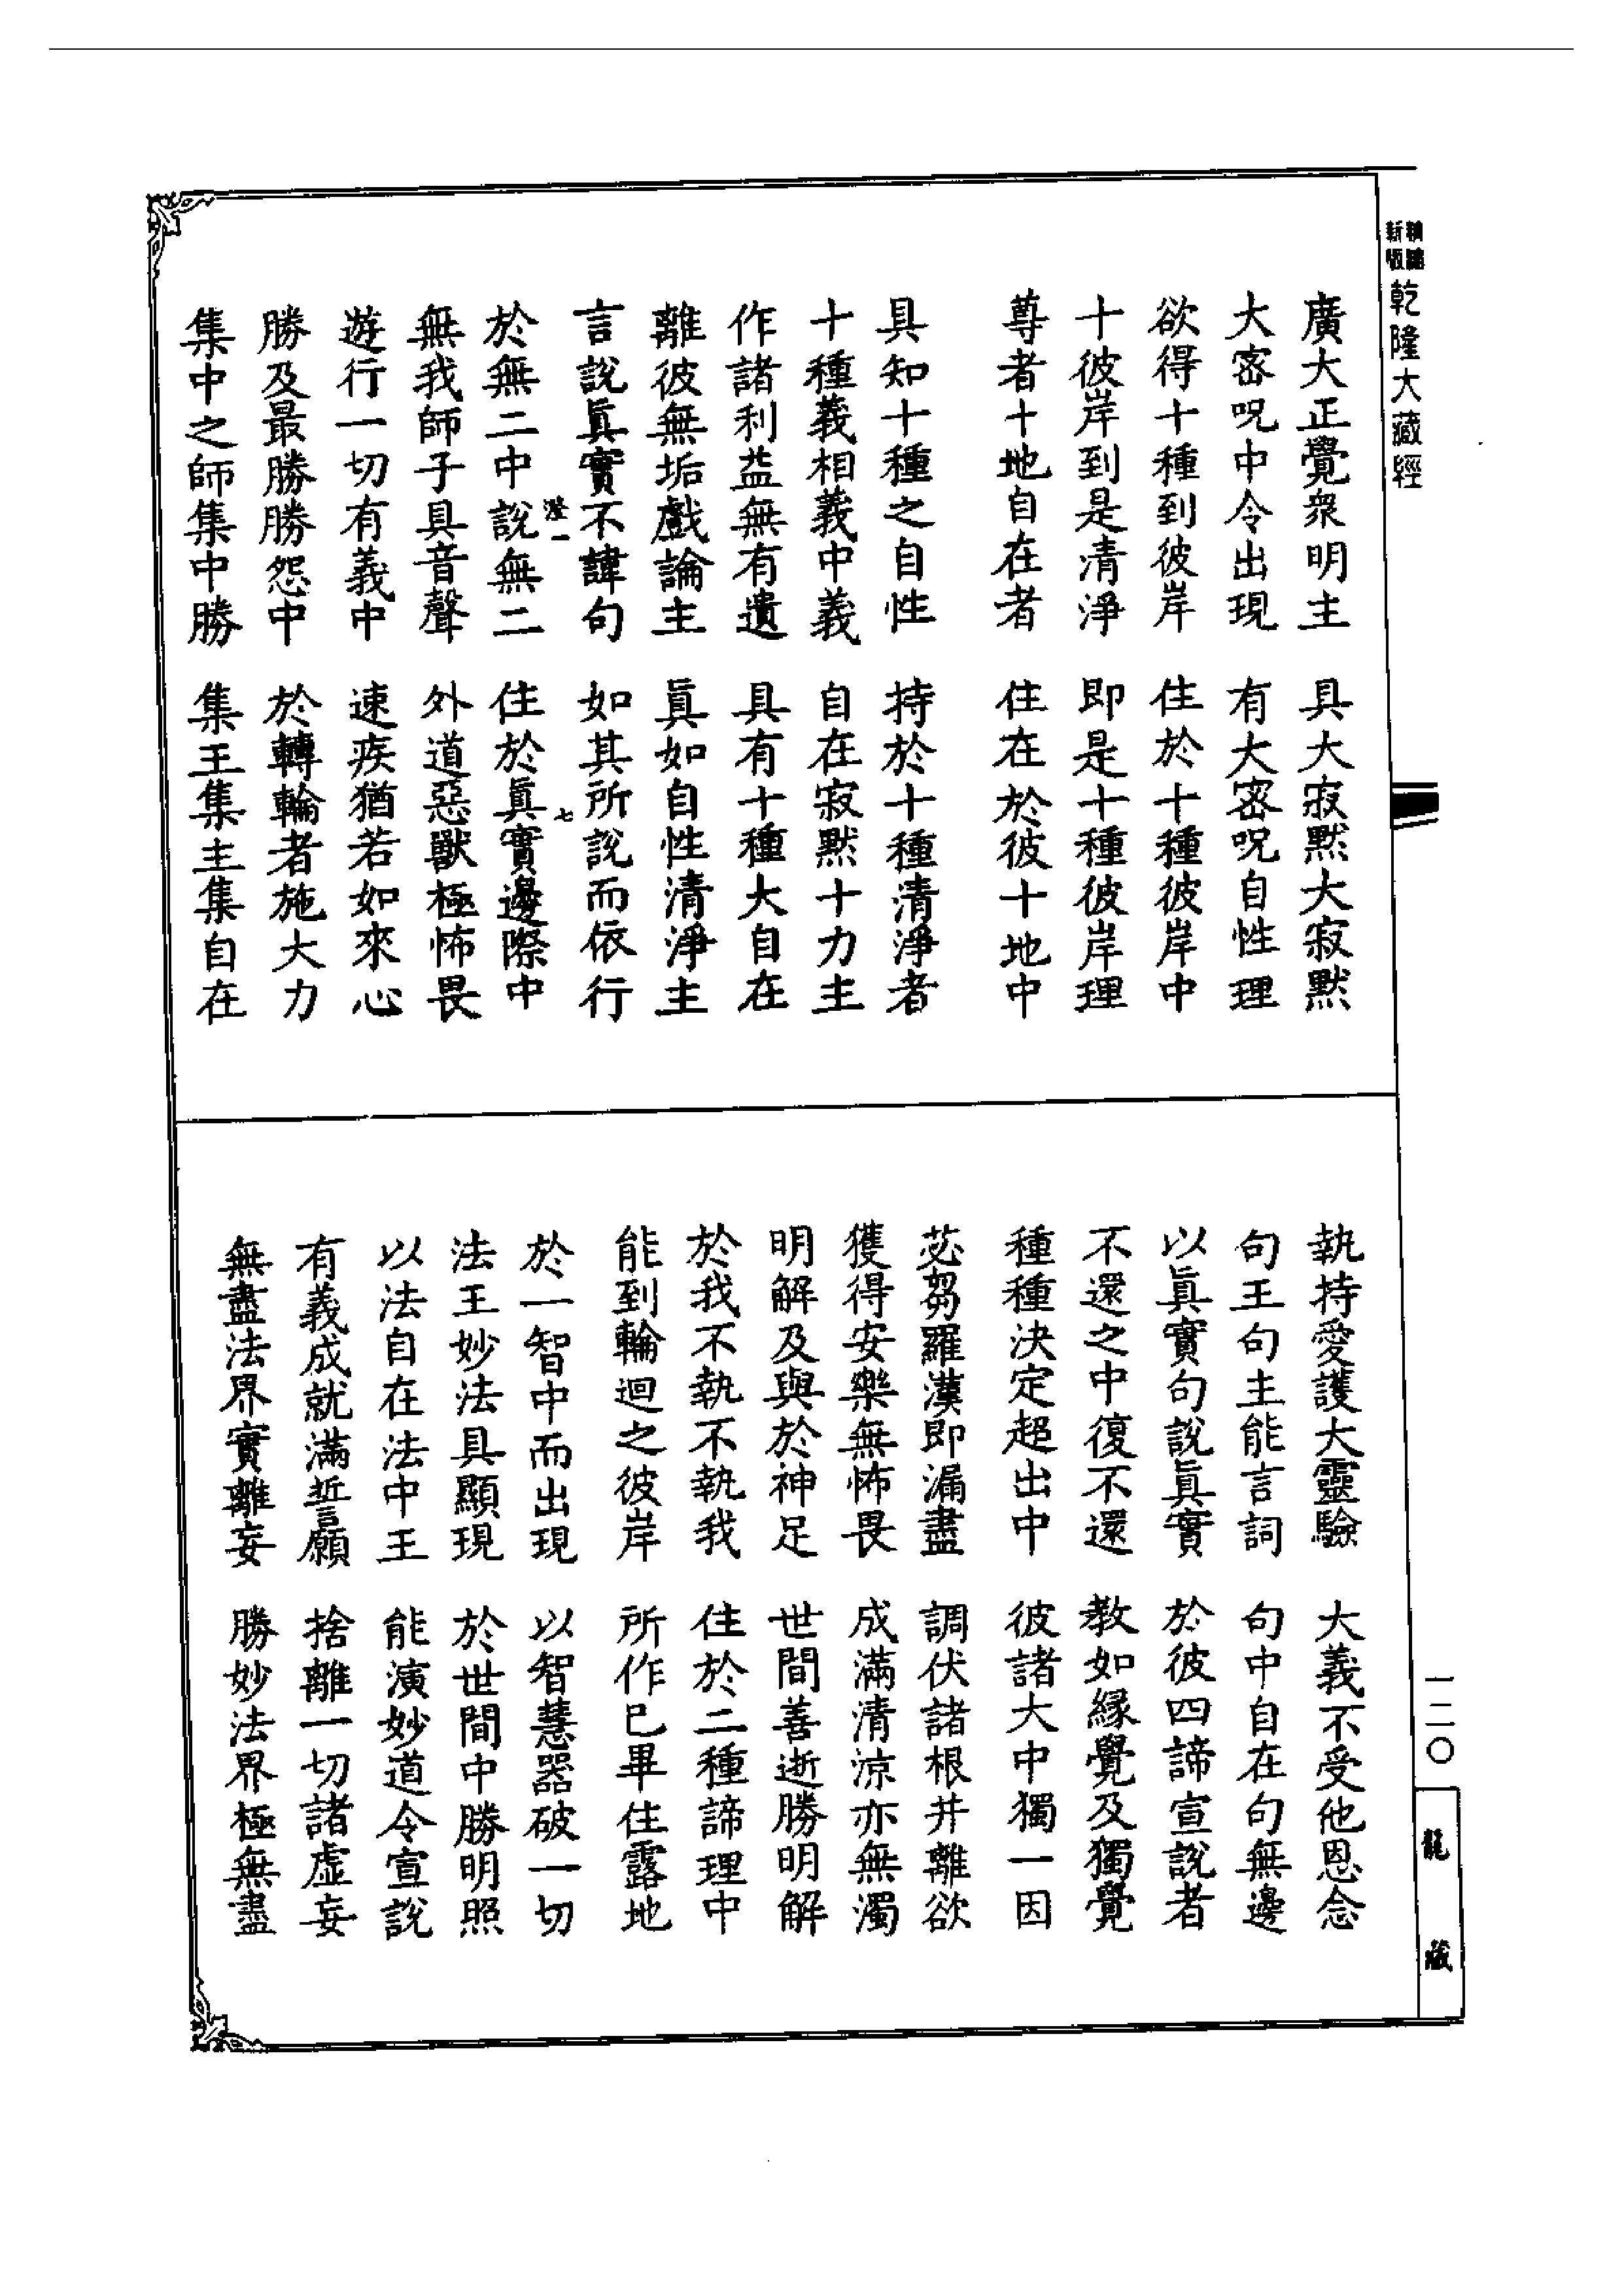 精編
新版
乾隆大藏經
廣大正覺衆明主　具大寂默大寂默
大密呪中令出現　有大密呪自性理
欲得十種到彼岸　住於十種彼岸中
十彼岸到是清淨　即是十種彼岸理
尊者十地自在者　住在於彼十地中
具知十種之自性　持於十種清淨者
十種義相義中義　自在寂默十力主
作諸利益無有遺　具有十種大自在
離彼無垢戲論主　眞如自性清淨主
言說眞實不諱句　如其所說而依行
七
於無二中說無二　住於眞實邊際中
無我師子具音聲　外道惡獸極怖畏
遊行一切有義中　速疾猶若如來心
勝及最勝勝怨中　於轉輪者施大力
集中之師集中勝　集王集主集自在
執持愛護大靈驗　大義不受他恩念
句王句主能言詞　句中自在句無邊
以眞實句說眞實　於彼四諦宣說者
不還之中復不還　教如緣覺及獨覺
種種決定超出中　彼諸大中獨一因
苾芻羅漢即漏盡　調伏諸根并離欲
獲得安樂無怖畏　成滿清涼亦無濁
明解及與於神足　世間善逝勝明解
於我不執不執我　住於二種諦理中
能到輪迴之彼岸　所作已畢住露地
於一智中而出現　以智慧器破一切
法王妙法具顯現　於世間中勝明照
以法自在法中王　能演妙道令宣說
有義成就滿誓願　捨離一切諸虛妄
無盡法界實離妄　勝妙法界極無盡
一二〇
龍藏